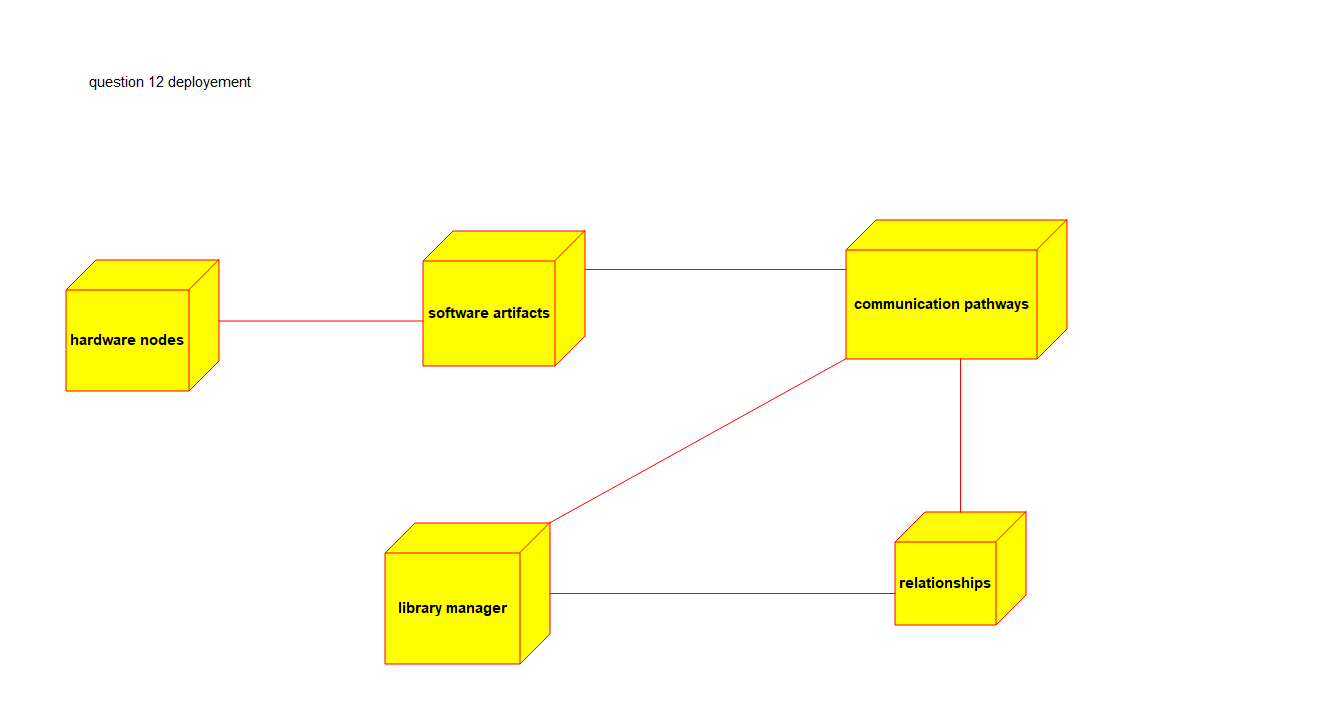 question 12 deployement
hardware nodes
software artifacts
communication pathways
library manager
relationships